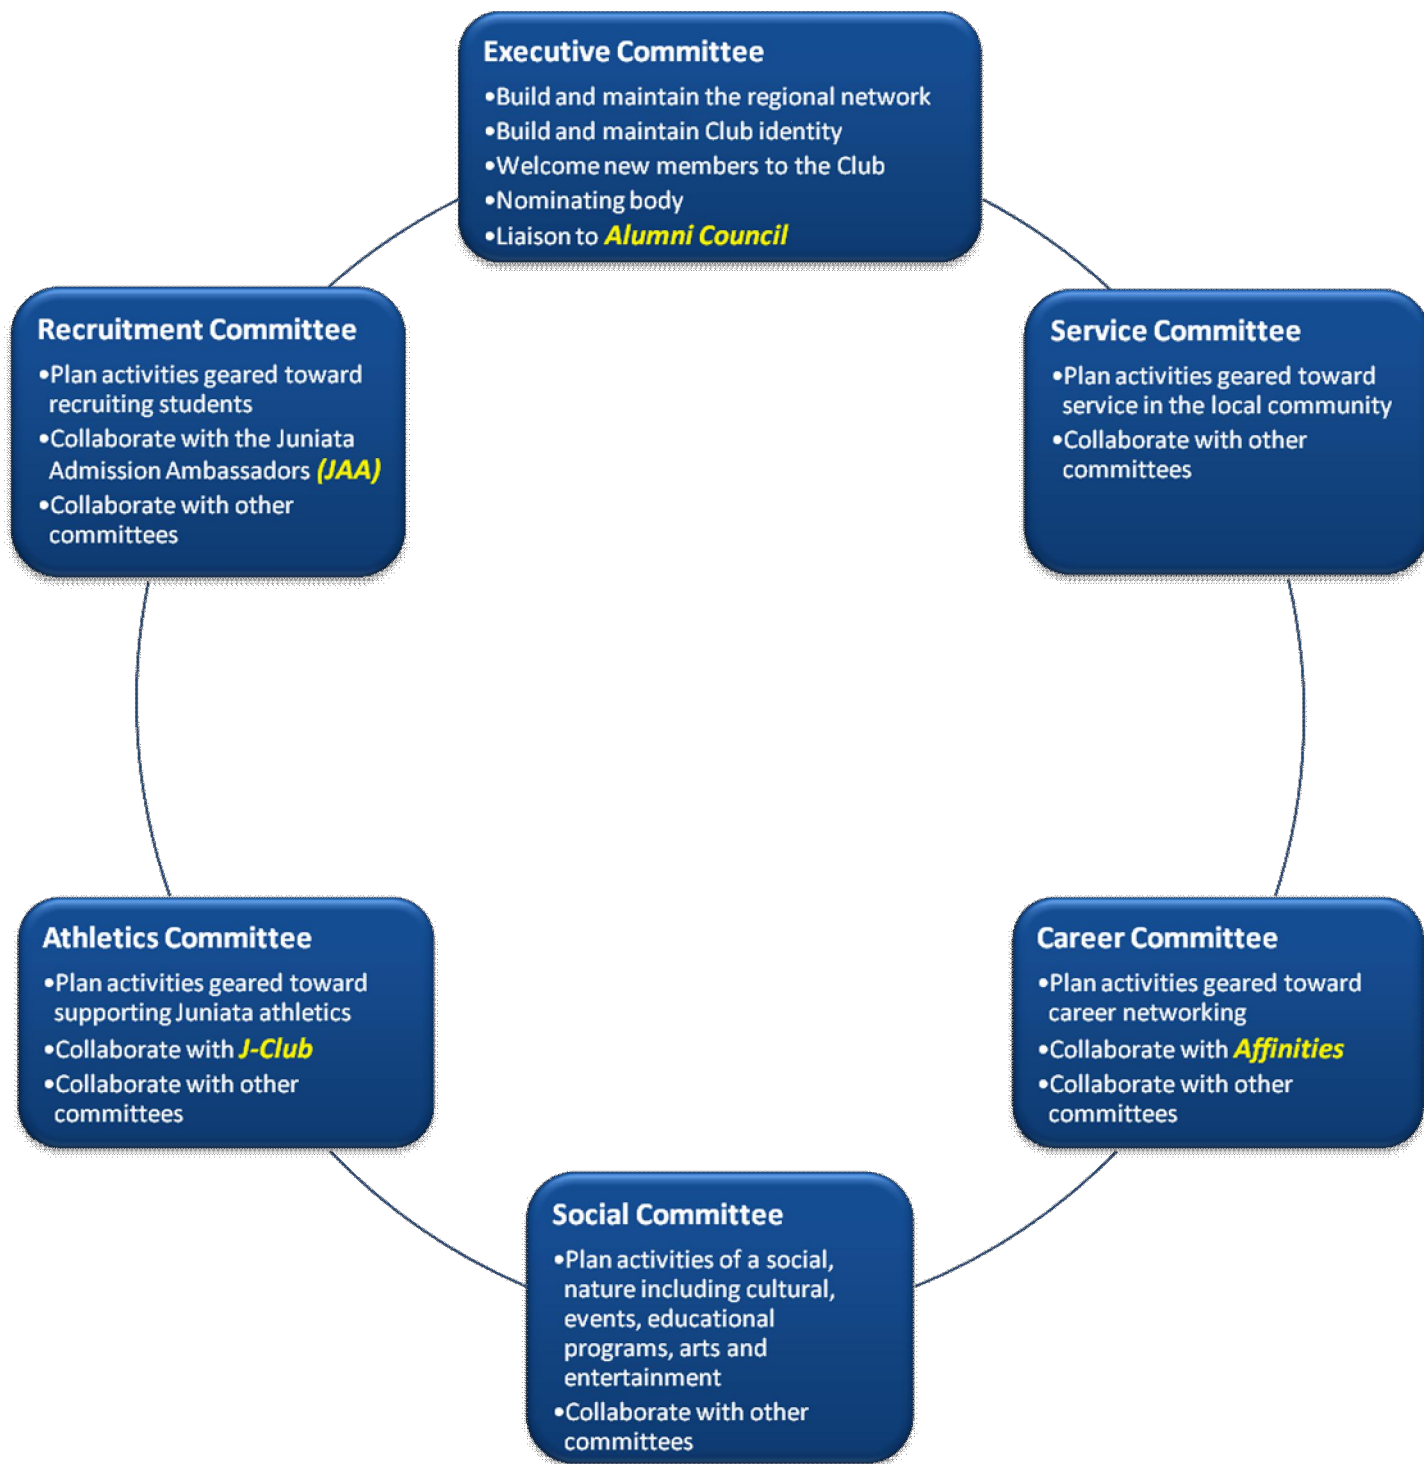 Executive Committee
•Build and maintain the regional network
•Build and maintain Club identity
•Welcome new members to the Club
•Nominating body
•Liaison to Alumni Council
Recruitment Committee
•Plan activities geared toward
recruiting students
•Collaborate with the Juniata
Admission Ambassadors (JAA)
•Collaborate with other
committees
Service Committee
•Plan activities geared toward
service in the local community
•Collaborate with other
committees
Athletics Committee
•Plan activities geared toward
supporting Juniata athletics
•Collaborate with J-Club
•Collaborate with other
committees
Career Committee
•Plan activities geared toward
career networking
•Collaborate with Affinities
•Collaborate with other
committees
Social Committee
•Plan activities of a social,
nature including cultural,
events, educational
programs, arts and
entertainment
•Collaborate with other
committees